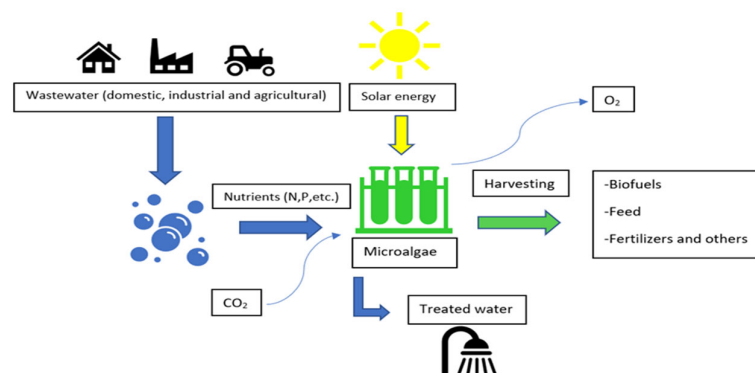 Wastewater (domestic, industrial and agricultural)
Solar energy
O₂
Nutrients (N,P,etc.)
Harvesting
-Biofuels
-Feed
-Fertilizers and others
Microalgae
CO₂
Treated water